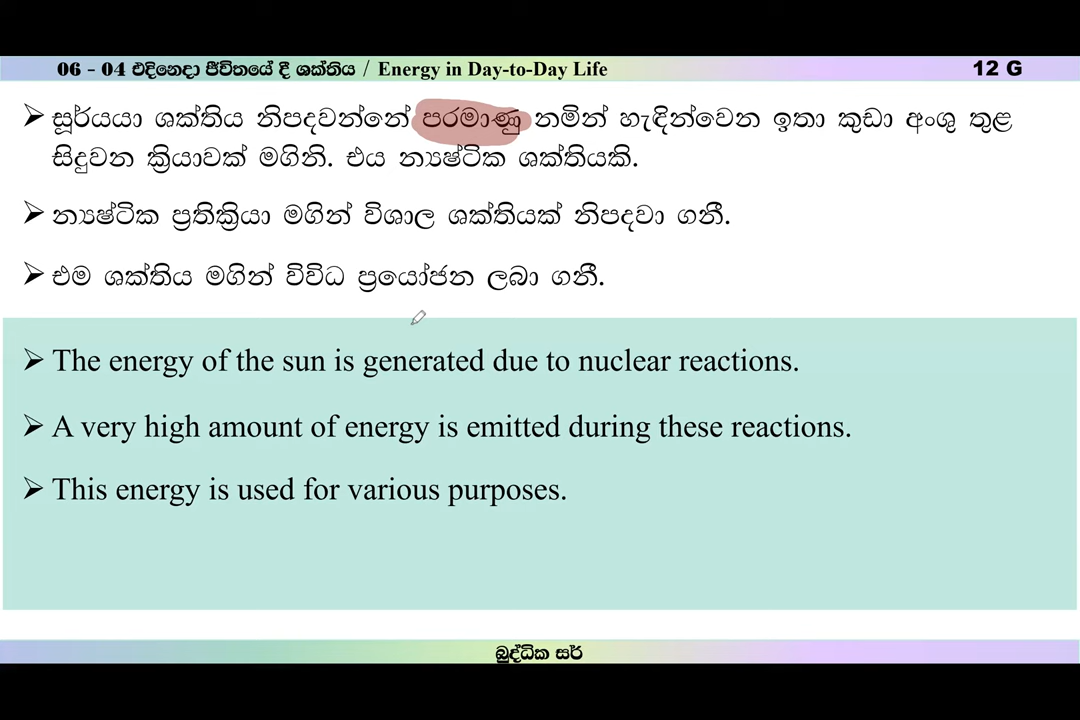 06 - 04 එදිනෙදා ජීවිතයේ දී ශක්තිය / Energy in Day-to-Day Life 12 G
➢ සූර්යයා ශක්තිය නිපදවන්නේ පරමාණු නමින් හැඳින්වෙන ඉතා කුඩා අංශු තුළ
සිදුවන ක්‍රියාවක් මගිනි. එය න්‍යෂ්ටික ශක්තියකි.
➢ න්‍යෂ්ටික ප්‍රතික්‍රියා මගින් විශාල ශක්තියක් නිපදවා ගනී.
➢ එම ශක්තිය මගින් විවිධ ප්‍රයෝජන ලබා ගනී.
➢ The energy of the sun is generated due to nuclear reactions.
➢ A very high amount of energy is emitted during these reactions.
➢ This energy is used for various purposes.
බුද්ධික සර්